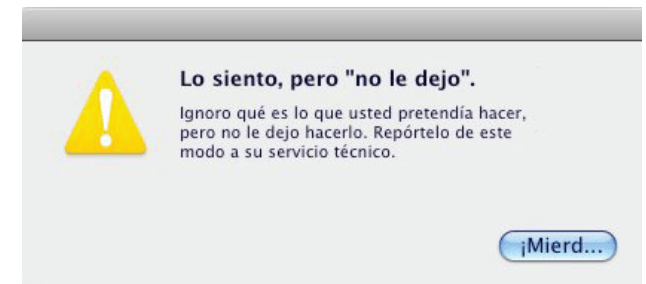 Lo siento, pero "no le dejo".
Ignoro qué es lo que usted pretendía hacer,
pero no le dejo hacerlo. Repórtelo de este
modo a su servicio técnico.
¡Mierd...